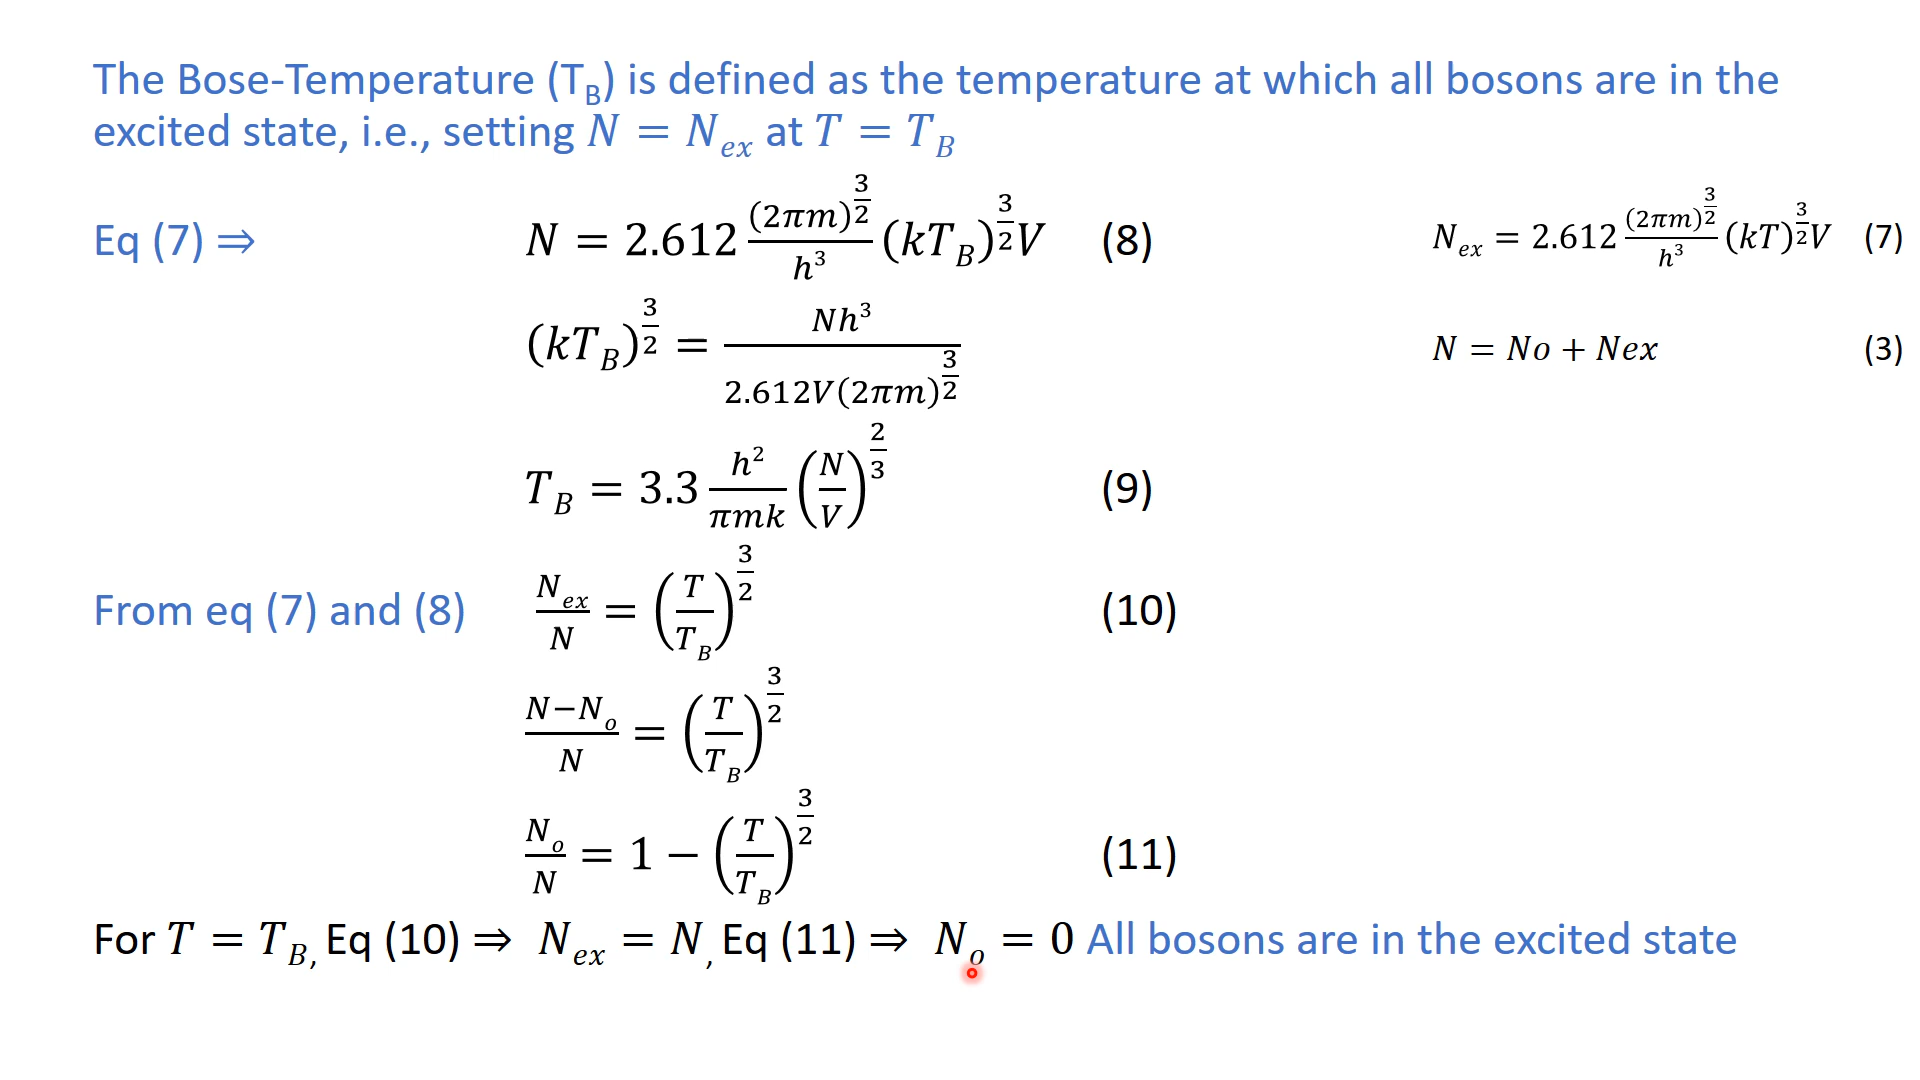 The Bose-Temperature (T_B) is defined as the temperature at which all bosons are in the
excited state, i.e., setting N = N_ex at T = T_B
Eq (7) ⇒ N = 2.612 (2πm)^(3/2)/h^3 (kT_B)^(3/2) V (8) N_ex = 2.612 (2πm)^(3/2)/h^3 (kT)^(3/2) V (7)
(kT_B)^(3/2) = Nh^3/(2.612V(2πm)^(3/2)) N = No + Nex (3)
T_B = 3.3 h^2/(πmk) (N/V)^(2/3) (9)
From eq (7) and (8) N_ex/N = (T/T_B)^(3/2) (10)
(N−N_o)/N = (T/T_B)^(3/2)
N_o/N = 1 − (T/T_B)^(3/2) (11)
For T = T_B, Eq (10) ⇒ N_ex = N, Eq (11) ⇒ N_o = 0 All bosons are in the excited state